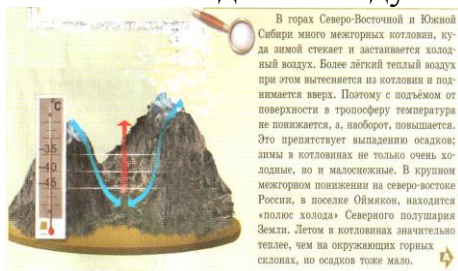 В горах Северо-Восточной и Южной
Сибири много межгорных котловин, ку-
да зимой стекает и застаивается холод-
ный воздух. Более лёгкий теплый воздух
при этом вытесняется из котловин и под-
нимается вверх. Поэтому с подъёмом от
поверхности в тропосферу температура
не понижается, а, наоборот, повышается.
Это препятствует выпадению осадков;
зимы в котловинах не только очень хо-
лодные, но и малоснежные. В крупном
межгорном понижении на северо-востоке
России, в поселке Оймякон, находится
«полюс холода» Северного полушария
Земли. Летом в котловинах значительно
теплее, чем на окружающих горных
склонах, но осадков тоже мало.
°C
-35
-40
-45